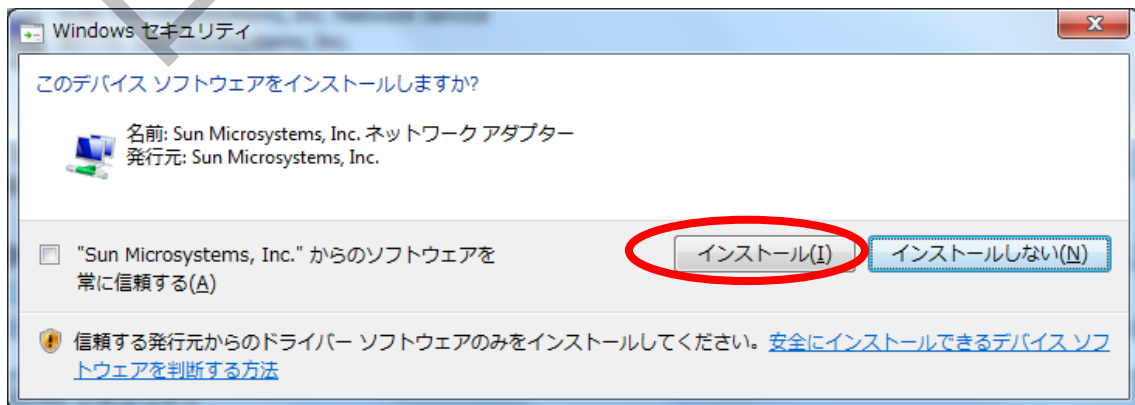 Windows セキュリティ
このデバイス ソフトウェアをインストールしますか?
名前: Sun Microsystems, Inc. ネットワーク アダプター
発行元: Sun Microsystems, Inc.
"Sun Microsystems, Inc." からのソフトウェアを
常に信頼する(A)
インストール(I)
インストールしない(N)
信頼する発行元からのドライバー ソフトウェアのみをインストールしてください。安全にインストールできるデバイス ソフ
トウェアを判断する方法